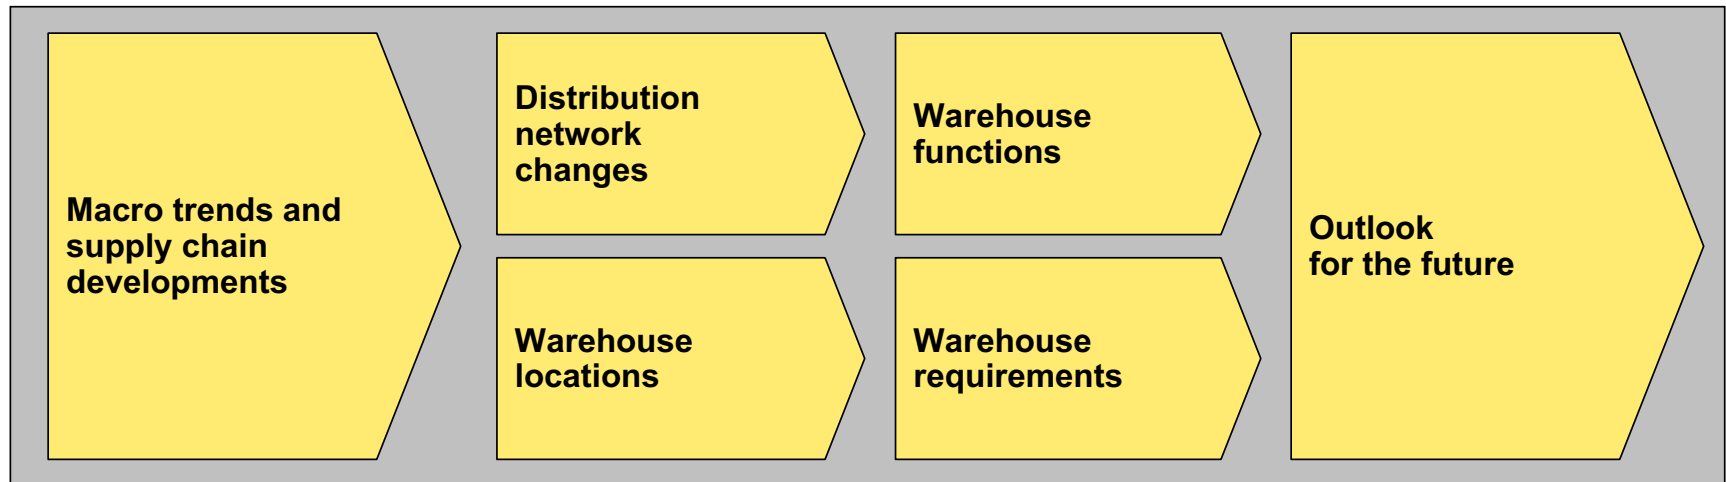 Macro trends and
supply chain
developments
Distribution
network
changes
Warehouse
locations
Warehouse
functions
Warehouse
requirements
Outlook
for the future